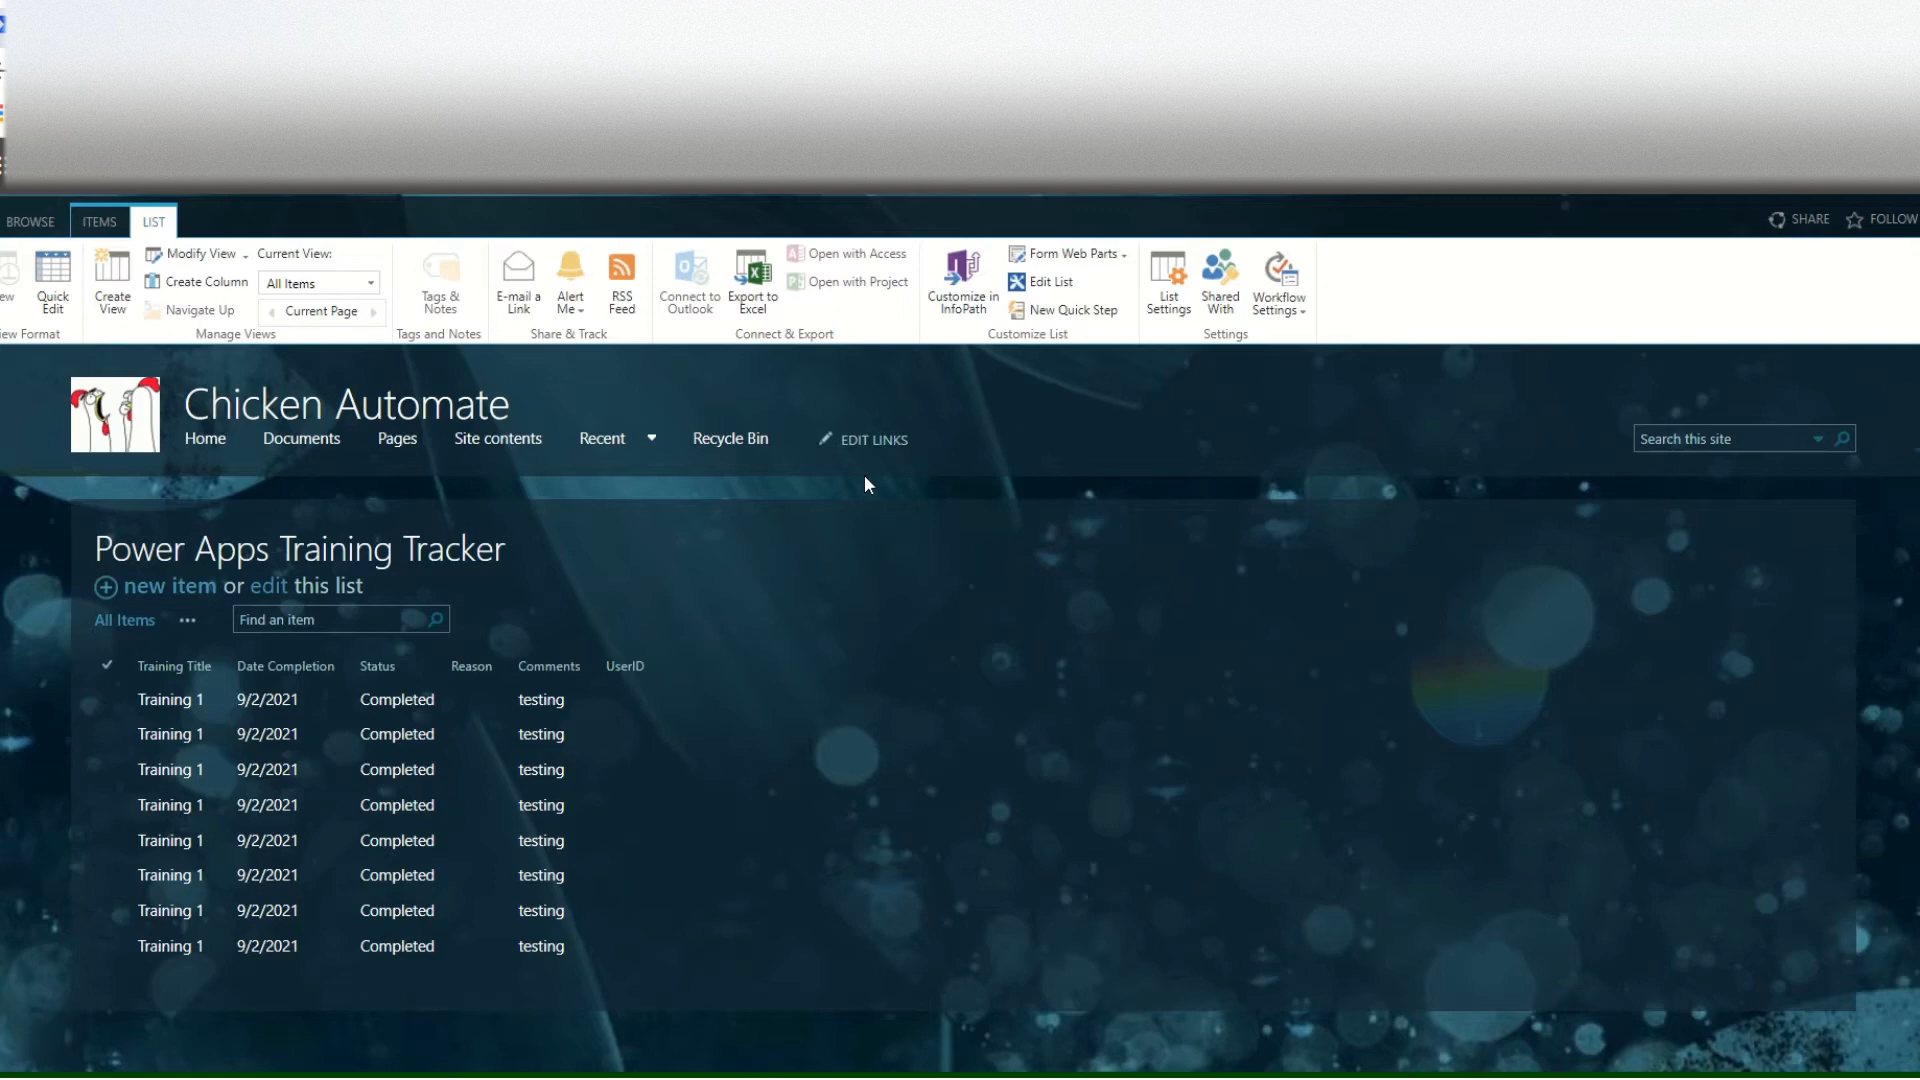 BROWSE ITEMS LIST SHARE FOLLOW
Quick Edit
Create View
Modify View
Create Column
Navigate Up
Current View:
All Items
Current Page
Manage Views
Tags & Notes
Tags and Notes
E-mail a Link
Alert Me
RSS Feed
Share & Track
Connect to Outlook
Export to Excel
Open with Access
Open with Project
Connect & Export
Customize in InfoPath
Form Web Parts
Edit List
New Quick Step
Customize List
List Settings
Shared With
Workflow Settings
Settings
Chicken Automate
Home Documents Pages Site contents Recent Recycle Bin EDIT LINKS
Search this site
Power Apps Training Tracker
new item or edit this list
All Items ••• Find an item
Training Title Date Completion Status Reason Comments UserID
Training 1 9/2/2021 Completed testing
Training 1 9/2/2021 Completed testing
Training 1 9/2/2021 Completed testing
Training 1 9/2/2021 Completed testing
Training 1 9/2/2021 Completed testing
Training 1 9/2/2021 Completed testing
Training 1 9/2/2021 Completed testing
Training 1 9/2/2021 Completed testing